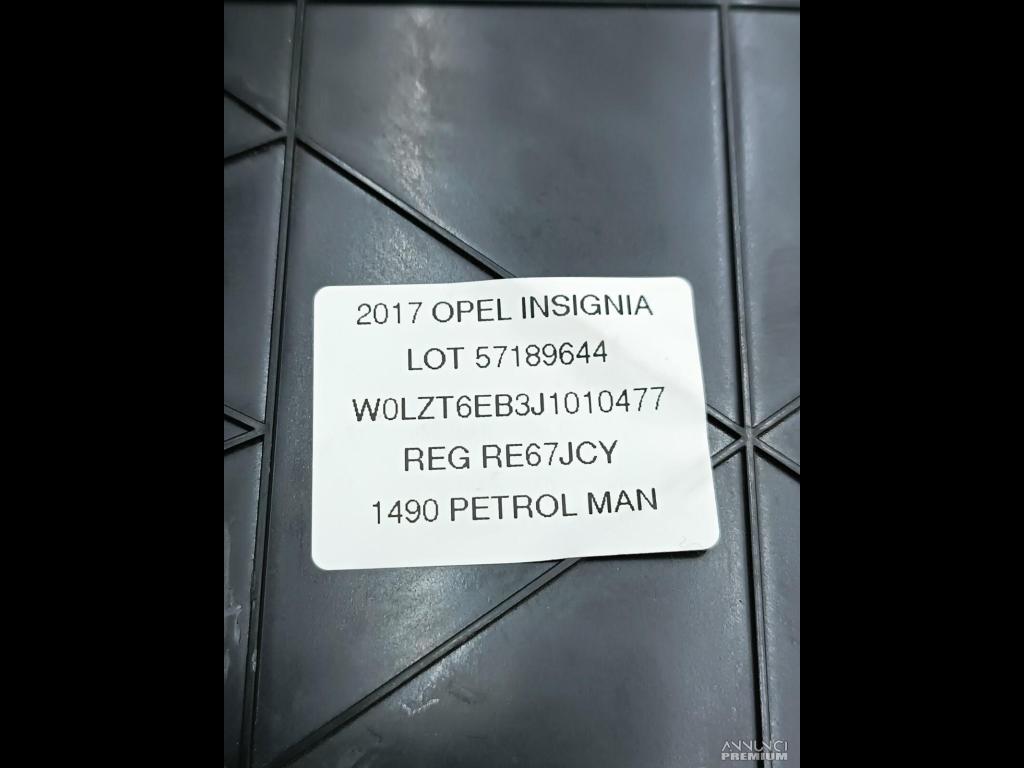 2017 OPEL INSIGNIA
LOT 57189644
W0LZT6EB3J1010477
REG RE67JCY
1490 PETROL MAN
ANNUNCI
PREMIUM